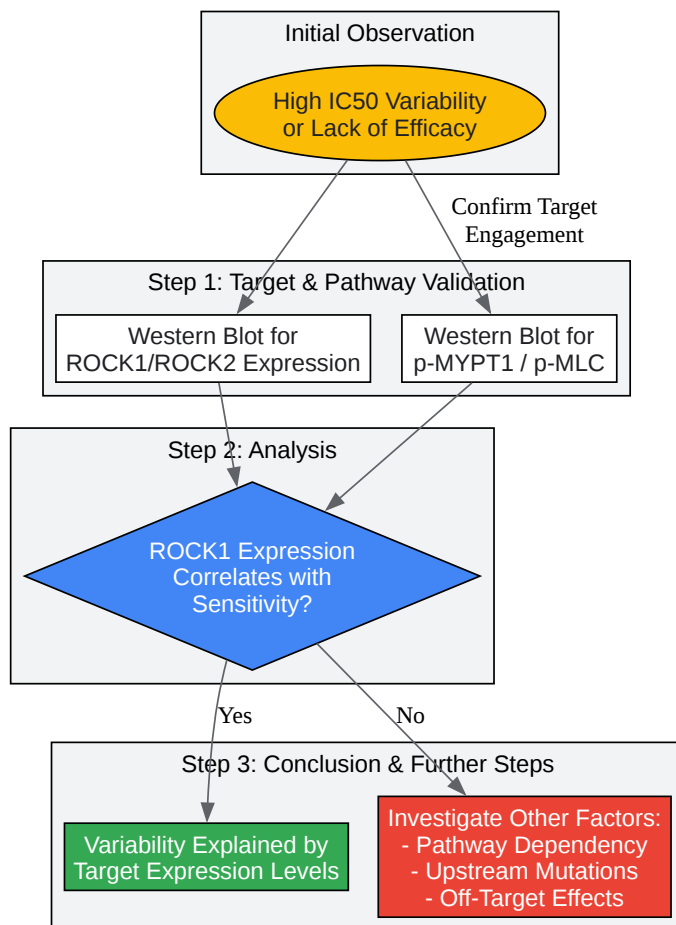 Initial Observation
High IC50 Variability
or Lack of Efficacy
Confirm Target
Engagement
Step 1: Target & Pathway Validation
Western Blot for
ROCK1/ROCK2 Expression
Western Blot for
p-MYPT1 / p-MLC
Step 2: Analysis
ROCK1 Expression
Correlates with
Sensitivity?
Yes
No
Step 3: Conclusion & Further Steps
Variability Explained by
Target Expression Levels
Investigate Other Factors:
- Pathway Dependency
- Upstream Mutations
- Off-Target Effects